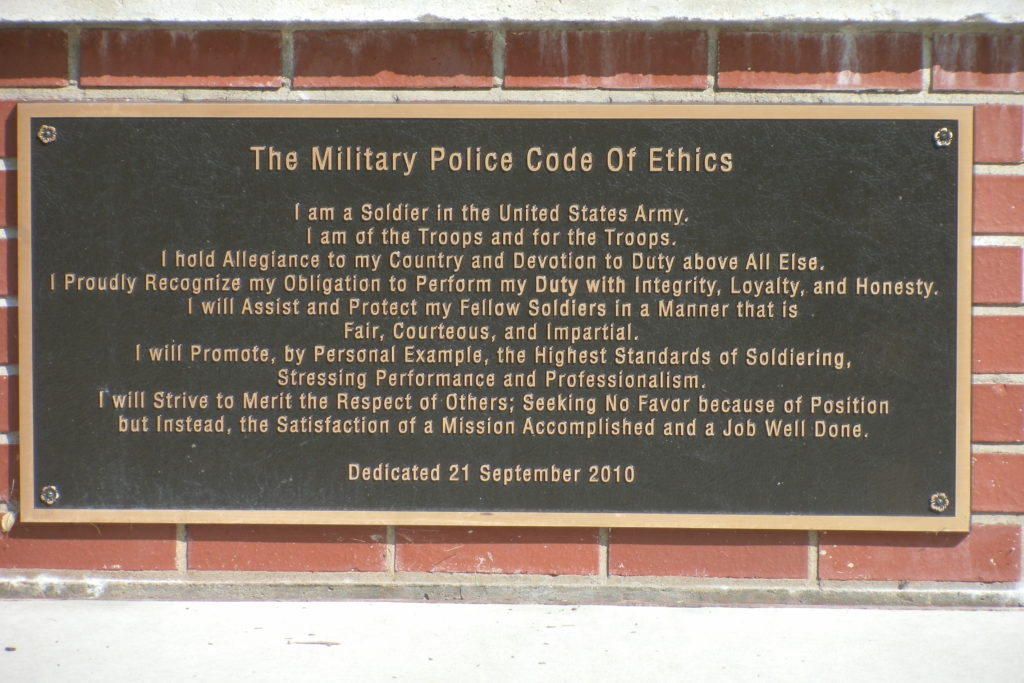 The Military Police Code Of Ethics
I am a Soldier in the United States Army.
I am of the Troops and for the Troops.
I hold Allegiance to my Country and Devotion to Duty above All Else.
I Proudly Recognize my Obligation to Perform my Duty with Integrity, Loyalty, and Honesty.
I will Assist and Protect my Fellow Soldiers in a Manner that is
Fair, Courteous, and Impartial.
I will Promote, by Personal Example, the Highest Standards of Soldiering,
Stressing Performance and Professionalism.
I will Strive to Merit the Respect of Others; Seeking No Favor because of Position
but Instead, the Satisfaction of a Mission Accomplished and a Job Well Done.
Dedicated 21 September 2010